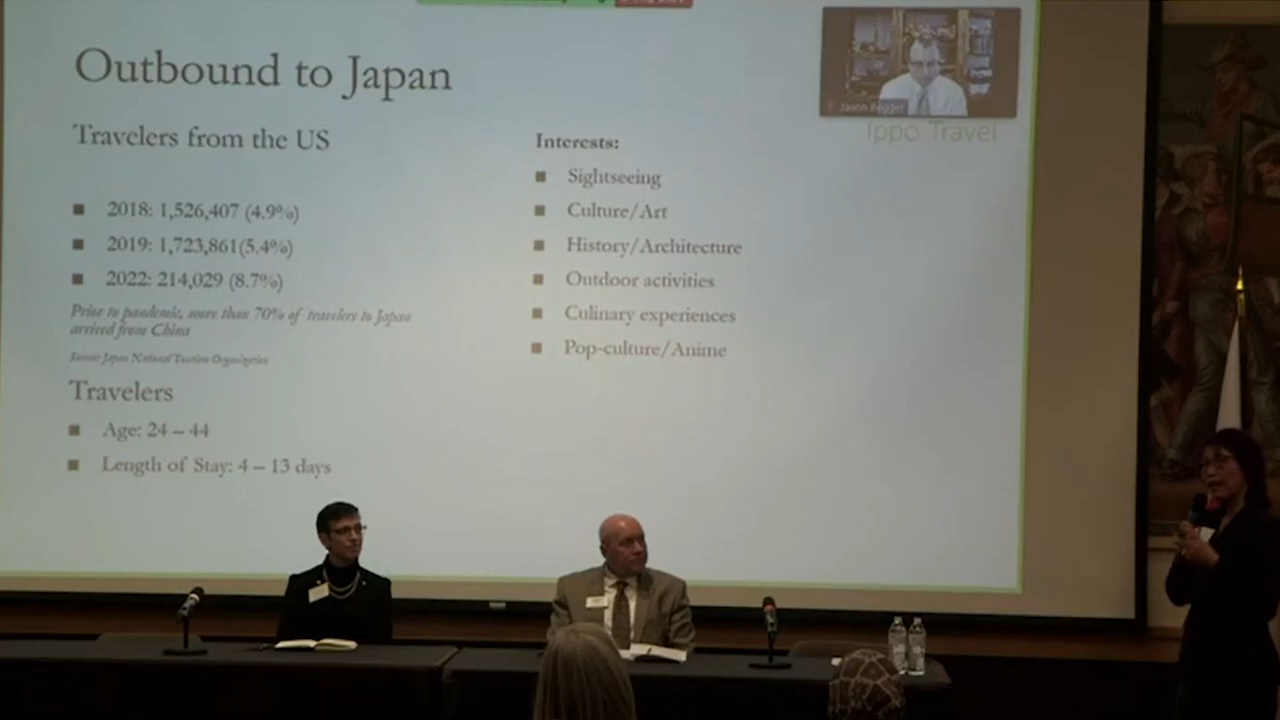 Outbound to Japan
Travelers from the US
2018: 1,526,407 (4.9%)
2019: 1,723,861(5.4%)
2022: 214,029 (8.7%)
Prior to pandemic, more than 70% of travelers to Japan
arrived from China
Source: Japan National Tourism Organization
Travelers
Age: 24 – 44
Length of Stay: 4 – 13 days
Interests:
Sightseeing
Culture/Art
History/Architecture
Outdoor activities
Culinary experiences
Pop-culture/Anime
Jason
Ippo Travel